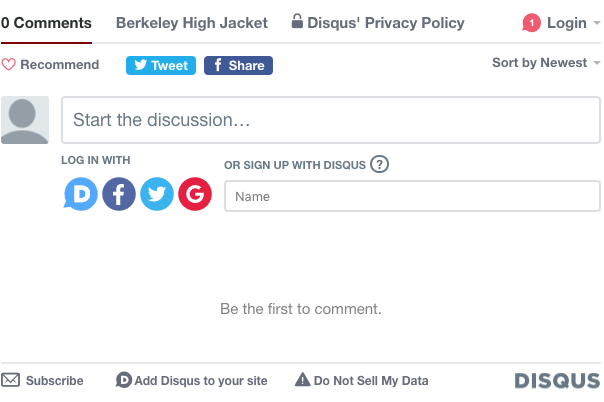 0 Comments Berkeley High Jacket Disqus' Privacy Policy 1 Login
Recommend Tweet f Share Sort by Newest
Start the discussion…
LOG IN WITH OR SIGN UP WITH DISQUS ?
D f G Name
Be the first to comment.
Subscribe D Add Disqus to your site Do Not Sell My Data DISQUS